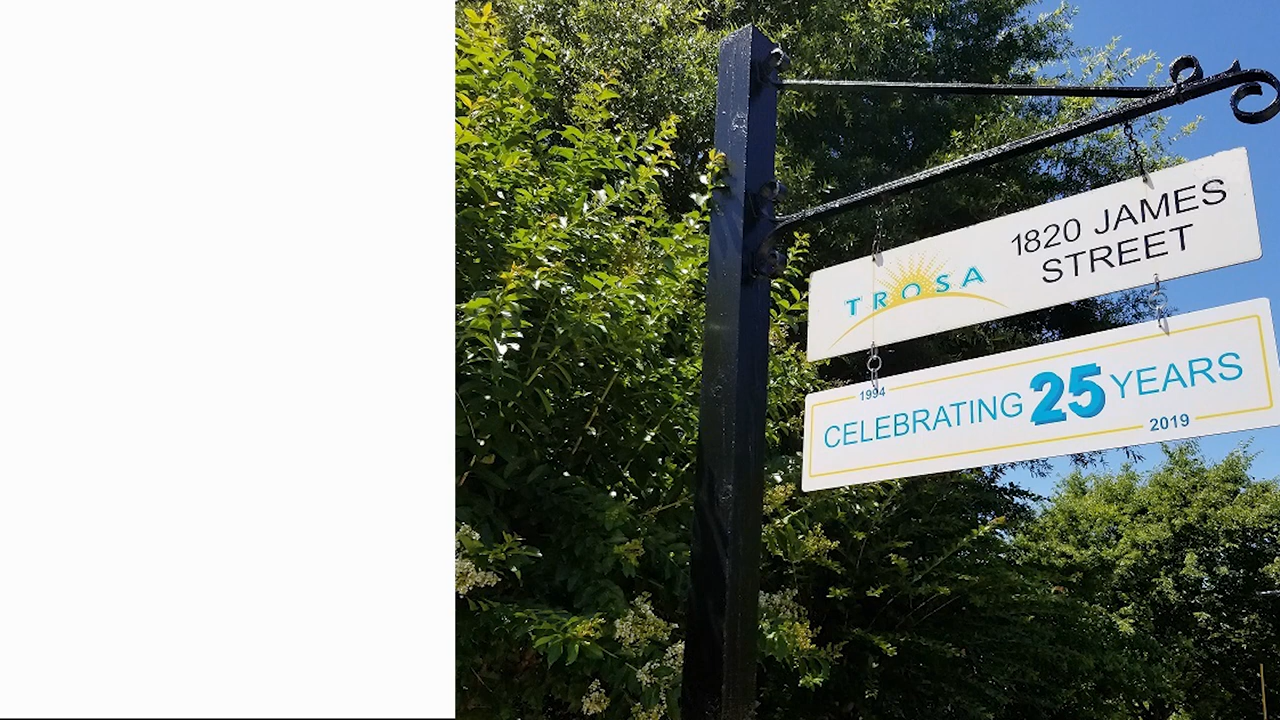 TROSA
1820 JAMES
STREET
1994
CELEBRATING 25 YEARS
2019